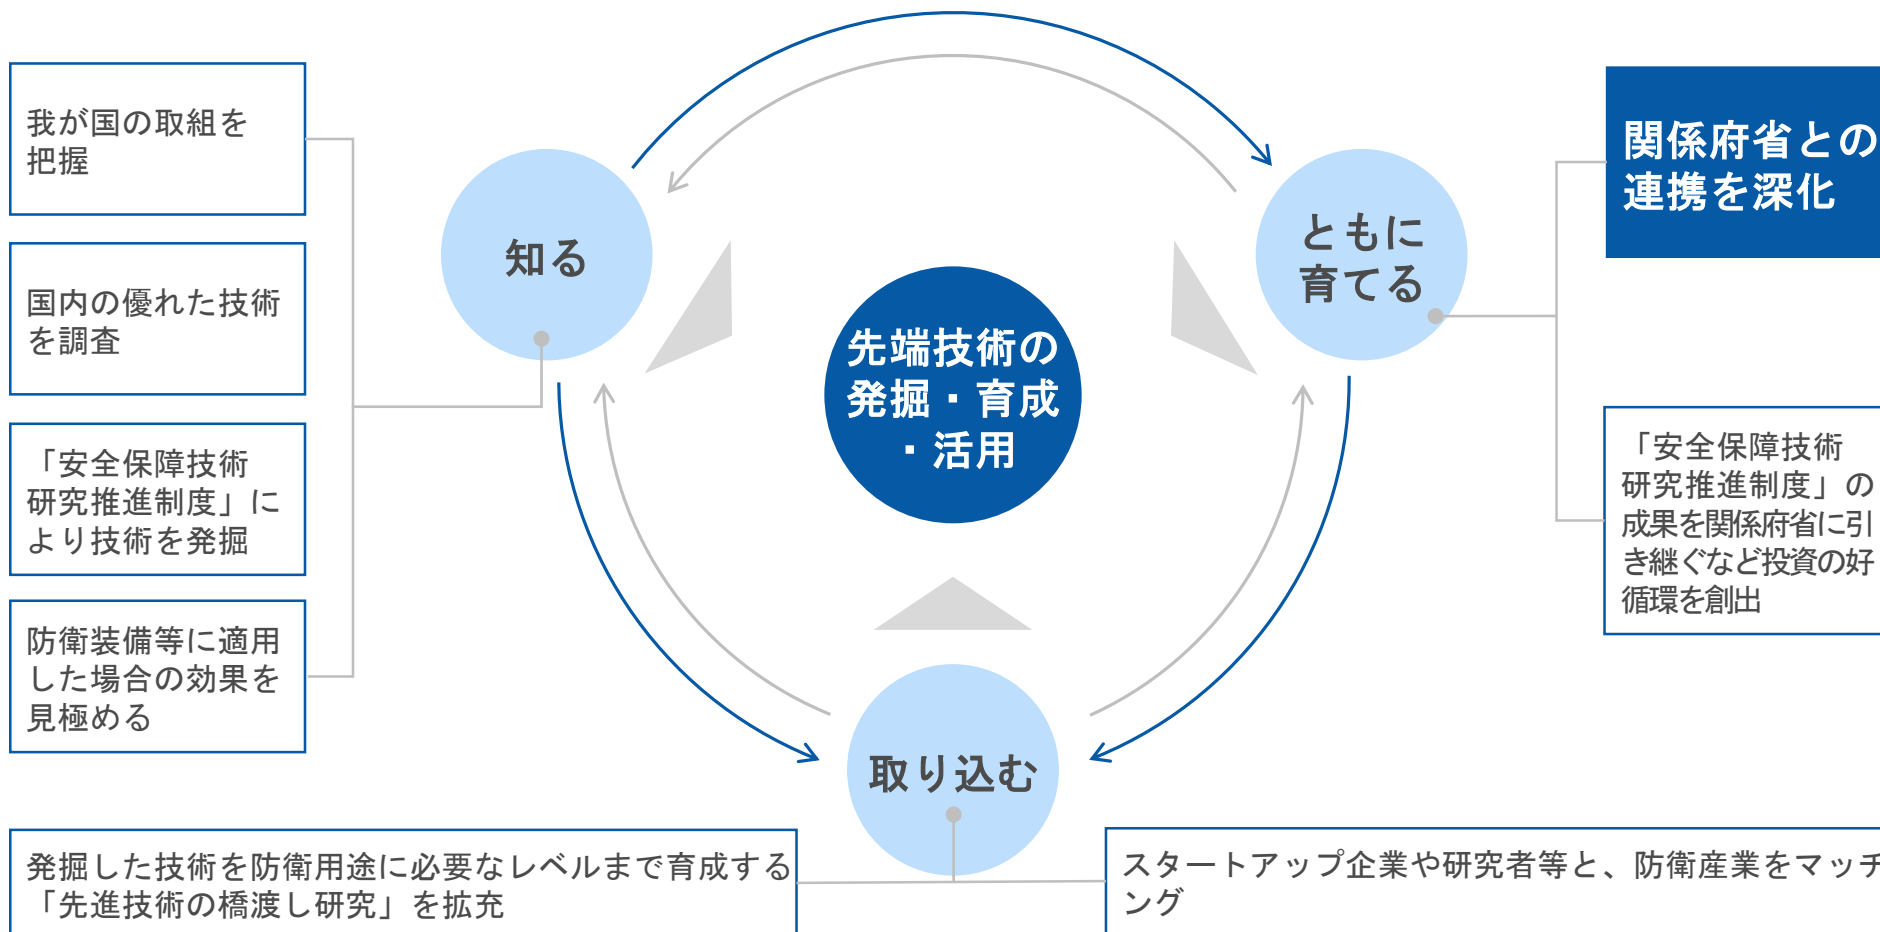 我が国の取組を
把握
国内の優れた技術
を調査
「安全保障技術
研究推進制度」に
より技術を発掘
防衛装備等に適用
した場合の効果を
見極める
知る
先端技術の
発掘・育成
・活用
ともに
育てる
関係府省との
連携を深化
「安全保障技術
研究推進制度」の
成果を関係府省に引
き継ぐなど投資の好
循環を創出
取り込む
発掘した技術を防衛用途に必要なレベルまで育成する
「先進技術の橋渡し研究」を拡充
スタートアップ企業や研究者等と、防衛産業をマッチ
ング